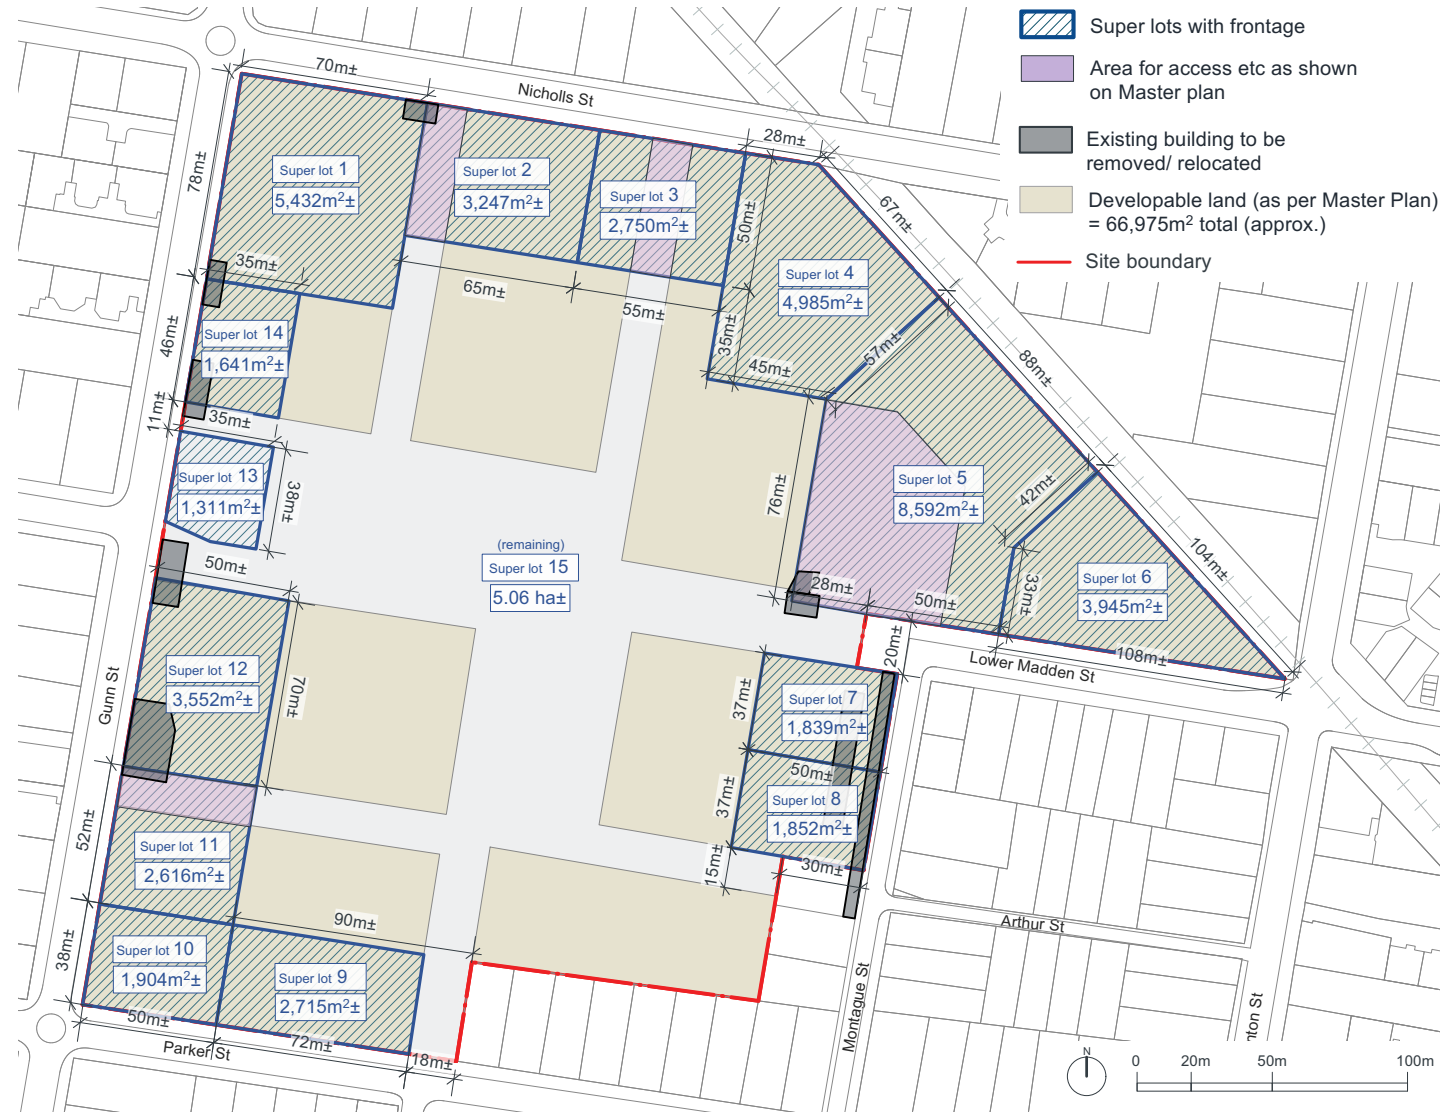 Super lots with frontage
Area for access etc as shown
on Master plan
Existing building to be
removed/ relocated
Developable land (as per Master Plan)
= 66,975m² total (approx.)
Site boundary
70m±
Nicholls St
28m±
78m±
Super lot 1
5,432m²±
Super lot 2
3,247m²±
Super lot 3
2,750m²±
50m±
67m±
35m±
65m±
55m±
Super lot 4
4,985m²±
46m±
Super lot 14
1,641m²±
35m±
45m±
57m±
88m±
11m±
35m±
Super lot 13
1,311m²±
38m±
76m±
Super lot 5
8,592m²±
42m±
(remaining)
Super lot 15
5.06 ha±
50m±
28m±
50m±
33m±
Super lot 6
3,945m²±
104m±
20m±
Lower Madden St
108m±
Gunn St
Super lot 12
3,552m²±
70m±
37m±
Super lot 7
1,839m²±
50m±
37m±
Super lot 8
1,852m²±
52m±
Super lot 11
2,616m²±
15m±
30m±
90m±
Arthur St
38m±
Super lot 10
1,904m²±
Super lot 9
2,715m²±
50m±
Parker St
72m±
18m±
Montague St
nton St
N
0 20m 50m 100m